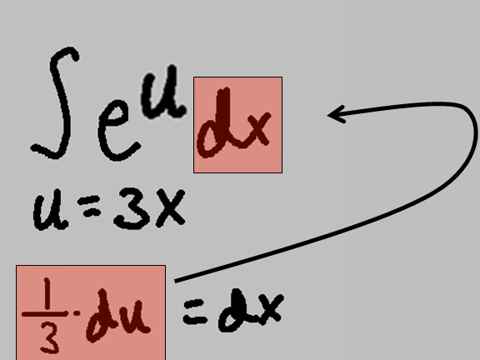 ∫ e^u dx
u = 3x
1/3 · du = dx